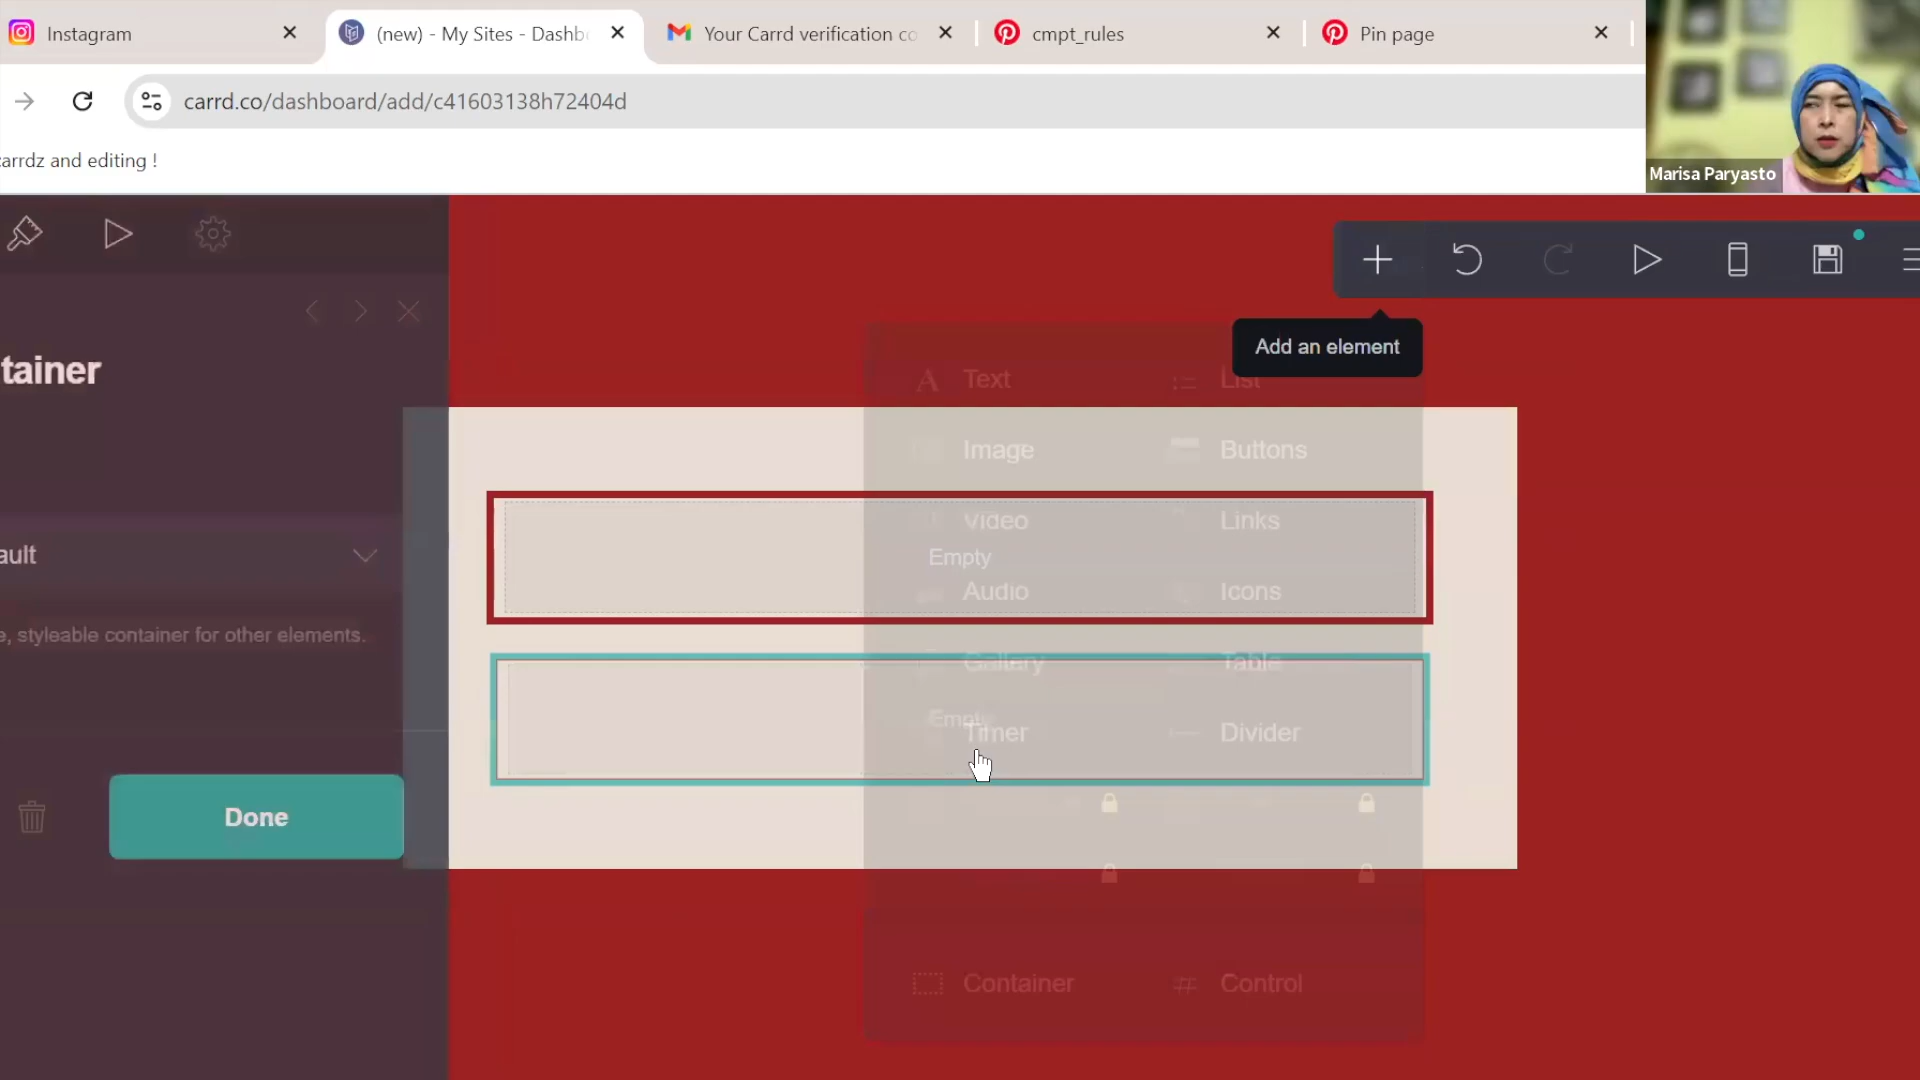 Instagram
(new) - My Sites - Dashb
Your Carrd verification co
cmpt_rules
Pin page
carrd.co/dashboard/add/c41603138h72404d
carrdz and editing !
Marisa Paryasto
Add an element
tainer
Text
List
Image
Buttons
Video
Links
Empty
Audio
Icons
ault
e, styleable container for other elements.
Gallery
Table
Empty
Timer
Divider
Done
Container
Control